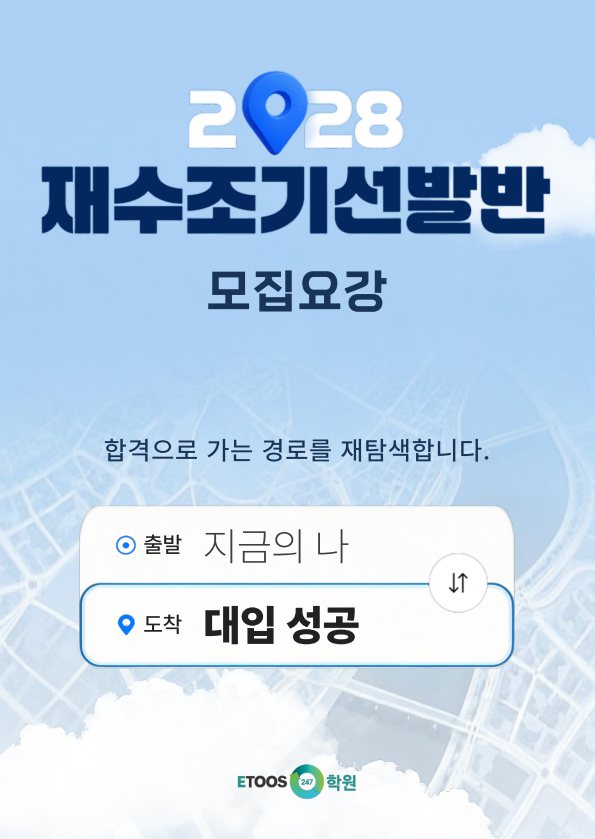 2028
재수조기선발반
모집요강
합격으로 가는 경로를 재탐색합니다.
출발 지금의 나
도착 대입 성공
ETOOS 247 학원